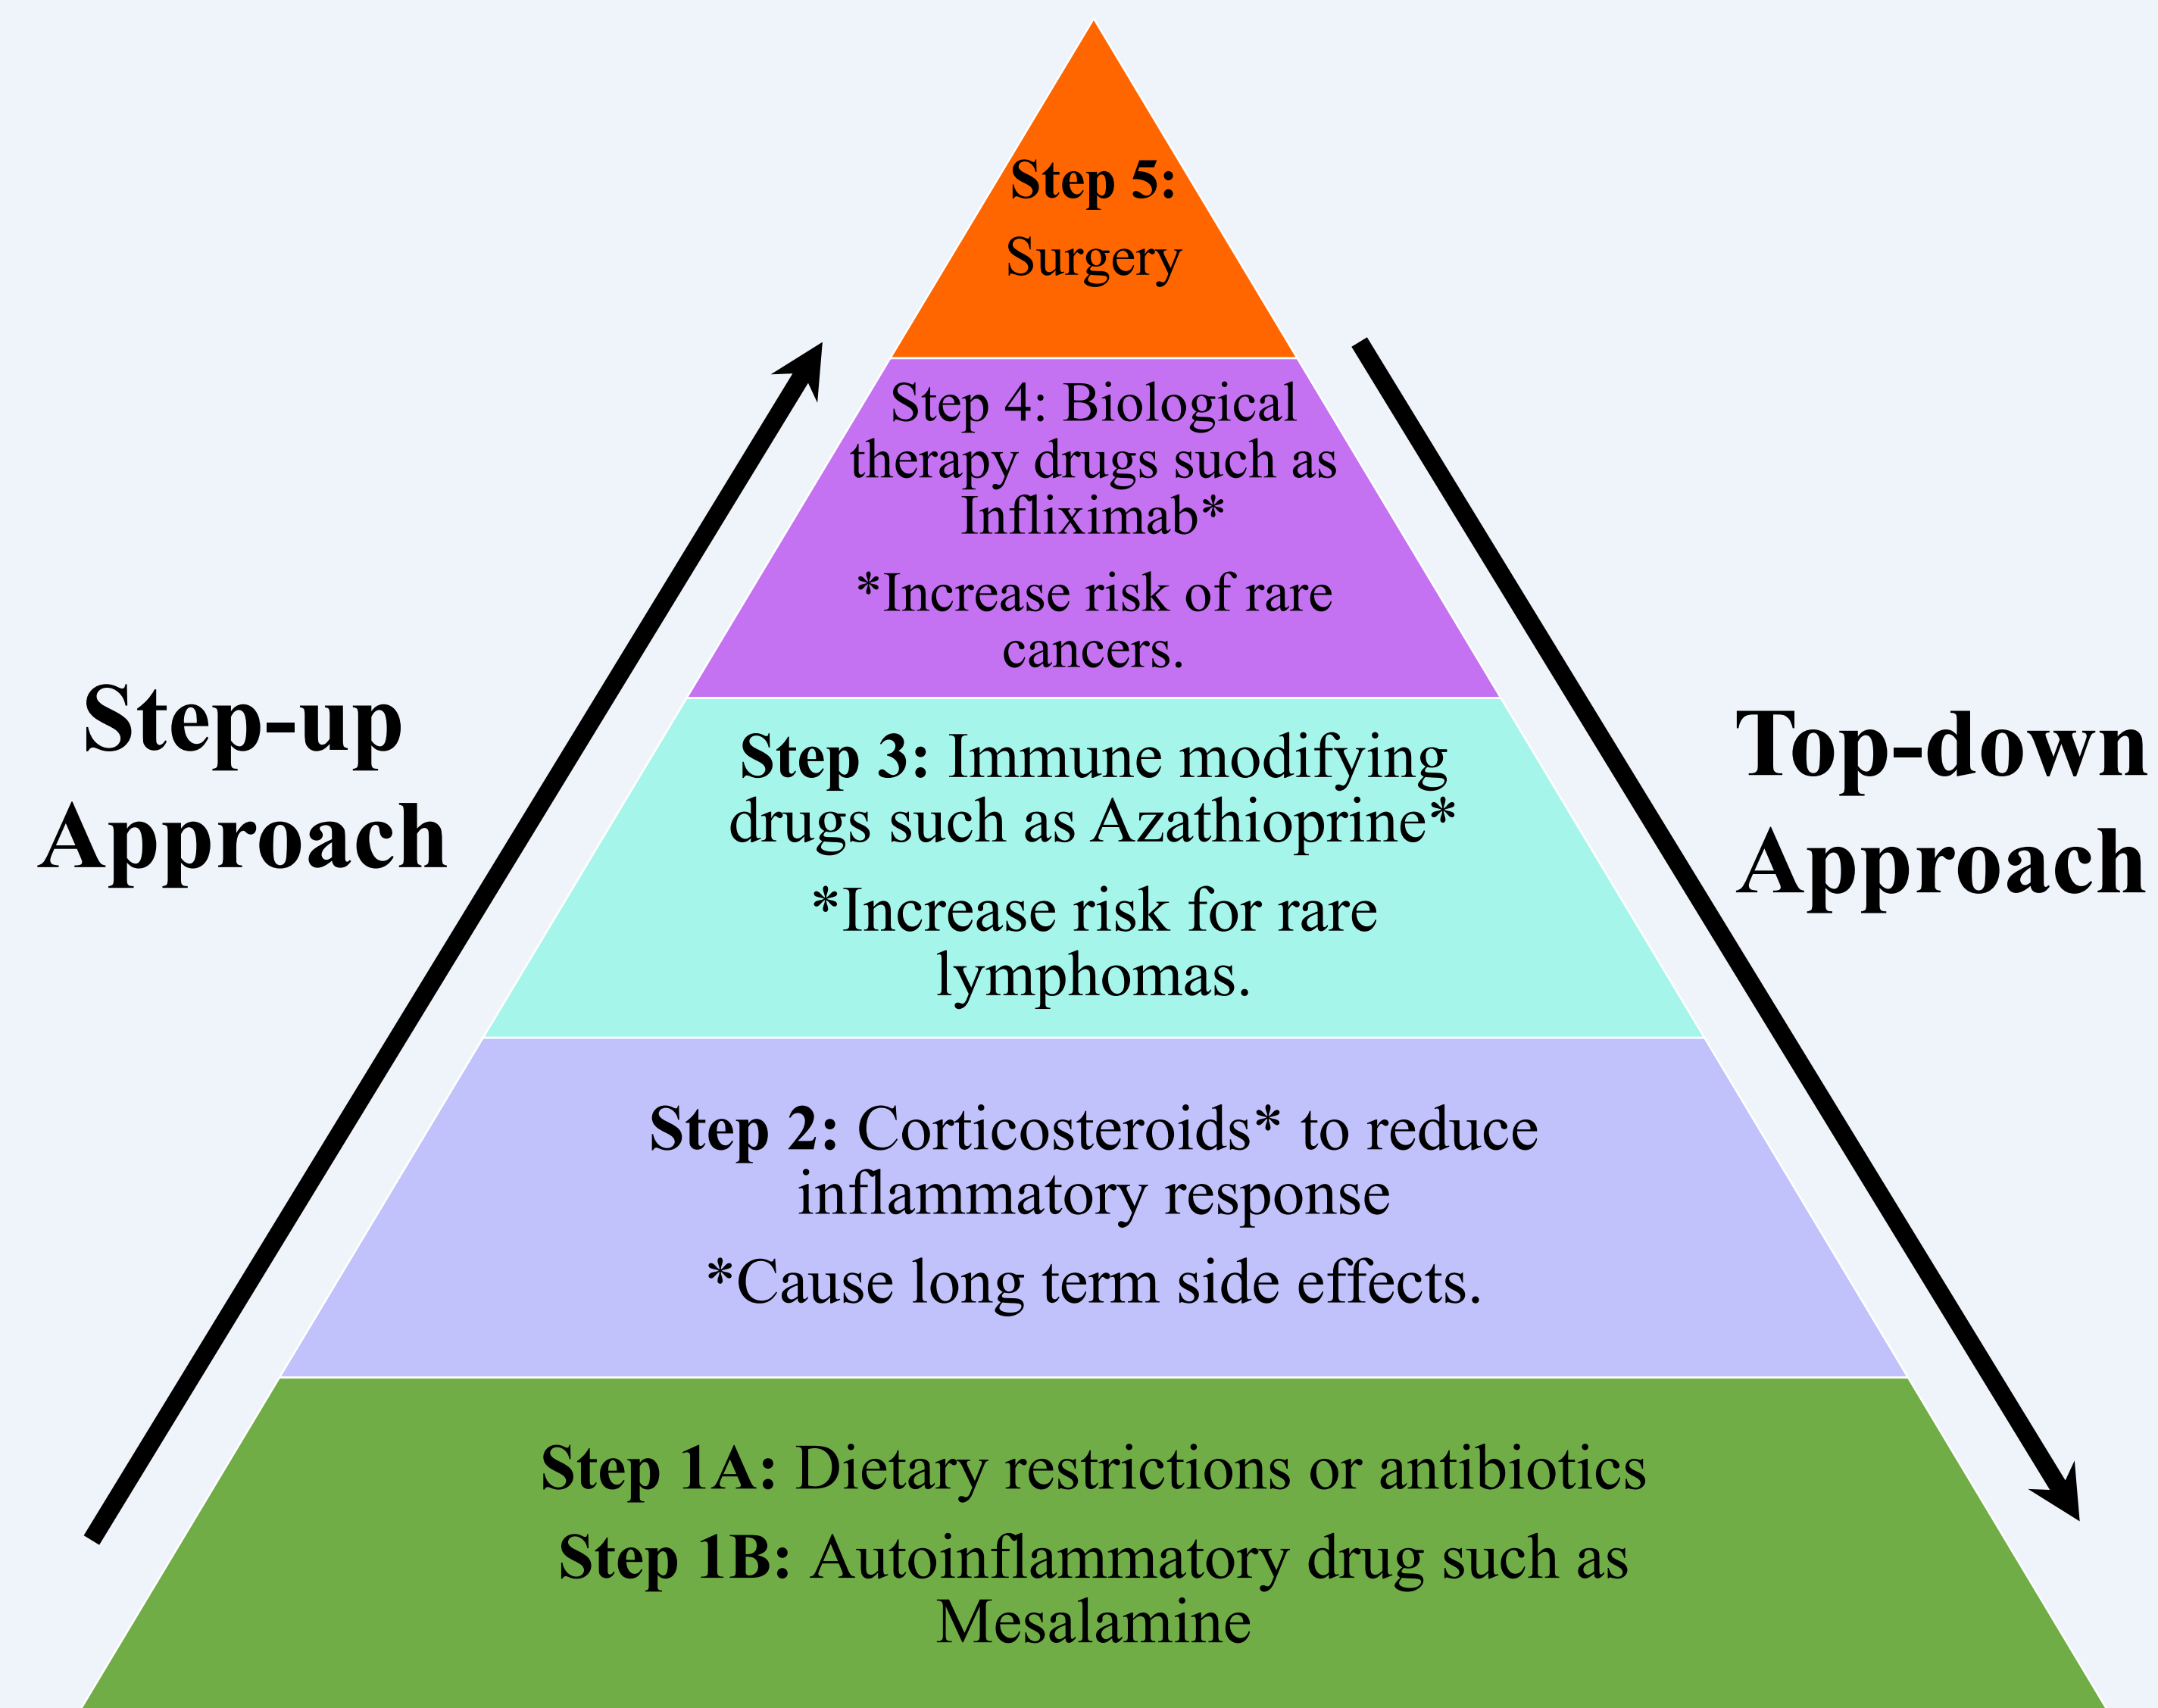 Step 5:
Surgery
Step 4: Biological
therapy drugs such as
Infliximab*
*Increase risk of rare
cancers.
Step-up
Approach
Top-down
Approach
Step 3: Immune modifying
drugs such as Azathioprine*
*Increase risk for rare
lymphomas.
Step 2: Corticosteroids* to reduce
inflammatory response
*Cause long term side effects.
Step 1A: Dietary restrictions or antibiotics
Step 1B: Autoinflammatory drug such as
Mesalamine